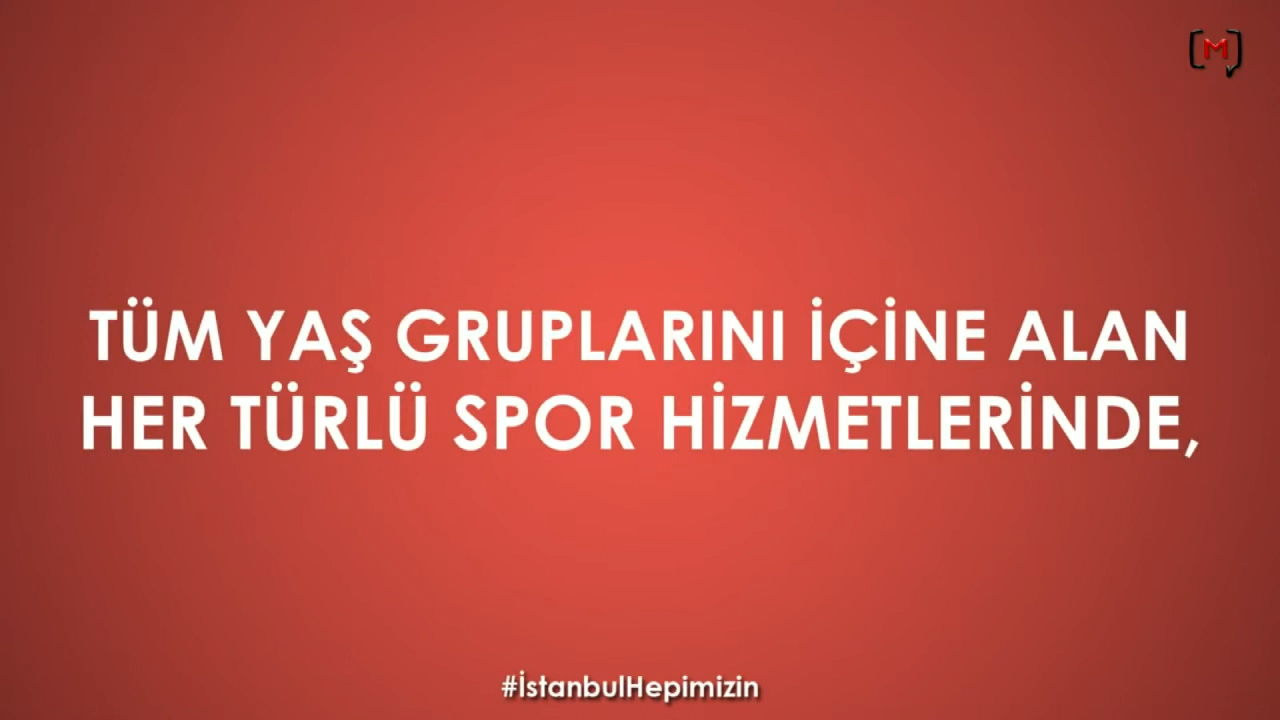 [M]
TÜM YAŞ GRUPLARINI İÇİNE ALAN
HER TÜRLÜ SPOR HİZMETLERİNDE,
#İstanbulHepimizin